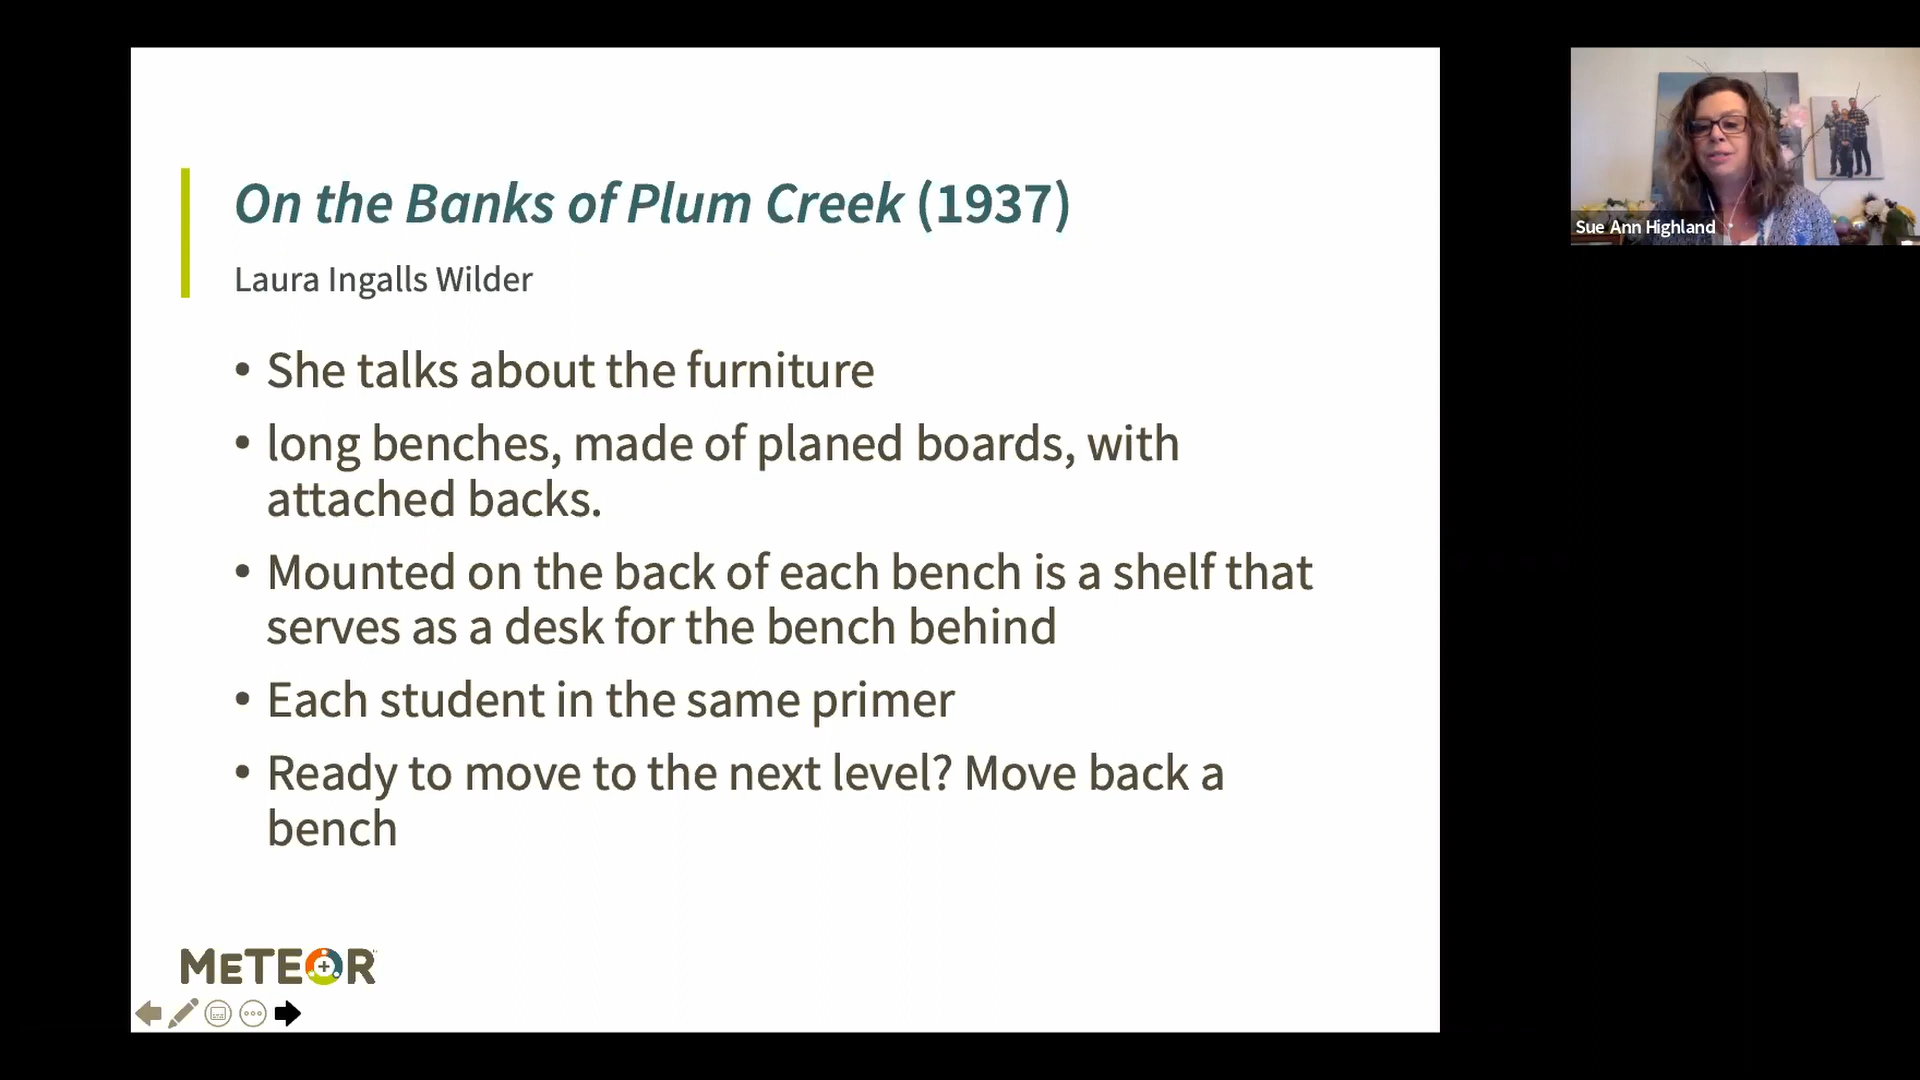 On the Banks of Plum Creek (1937)
Laura Ingalls Wilder
• She talks about the furniture
• long benches, made of planed boards, with
attached backs.
• Mounted on the back of each bench is a shelf that
serves as a desk for the bench behind
• Each student in the same primer
• Ready to move to the next level? Move back a
bench
METEOR
Sue Ann Highland